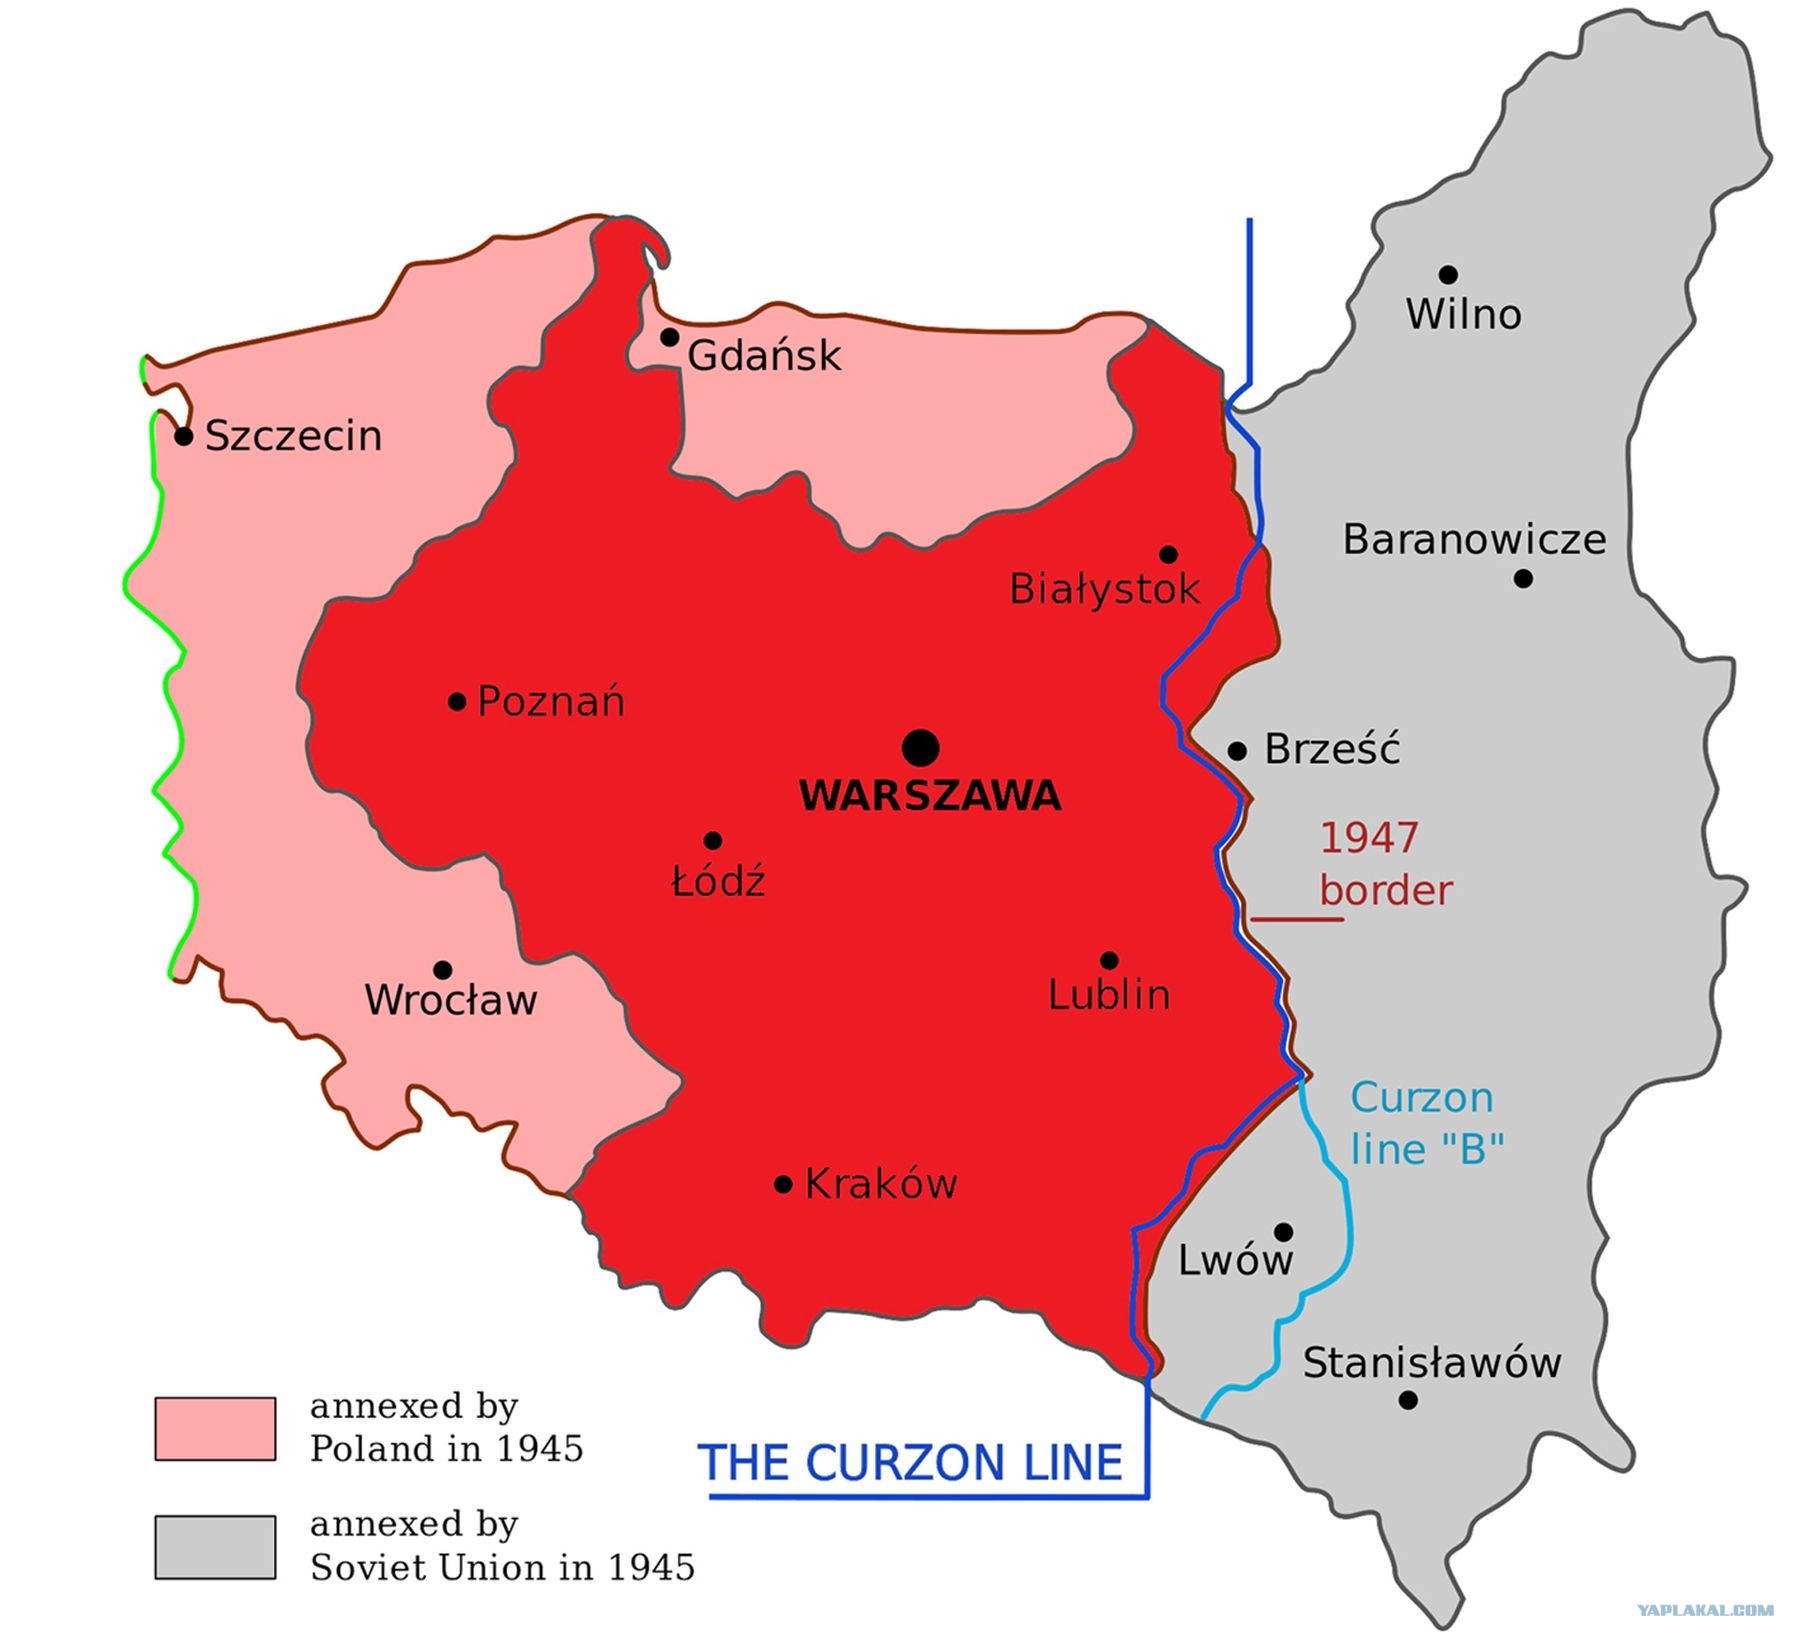 Wilno
Gdańsk
Szczecin
Baranowicze
Białystok
Poznań
Brześć
WARSZAWA
1947
border
Łódź
Lublin
Wrocław
Curzon
line "B"
Kraków
Lwów
Stanisławów
annexed by
Poland in 1945
THE CURZON LINE
annexed by
Soviet Union in 1945
YAPLAKAL.COM